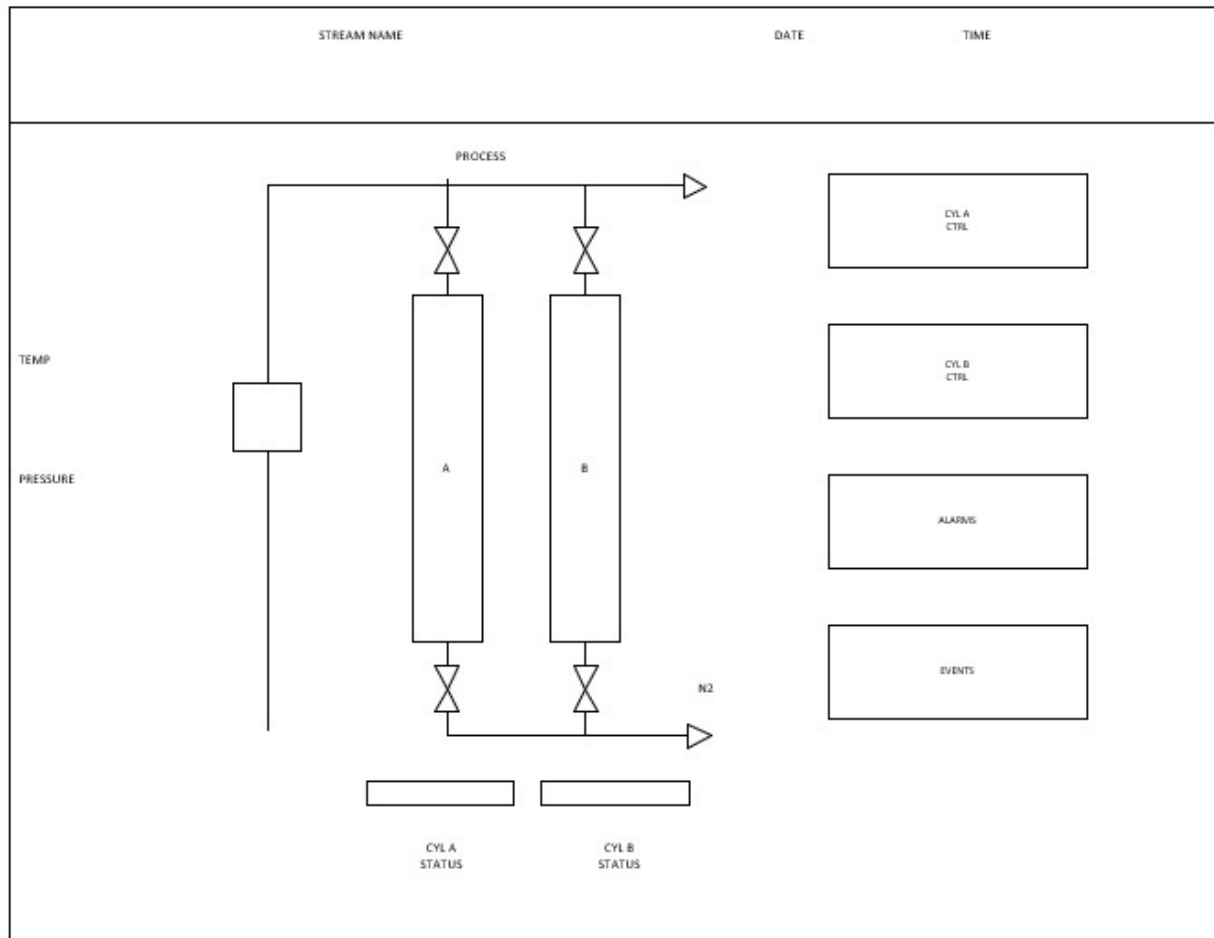 STREAM NAME
DATE
TIME
PROCESS
CYL A
CTRL
TEMP
CYL B
CTRL
PRESSURE
A
B
ALARMS
N2
EVENTS
CYL A
STATUS
CYL B
STATUS